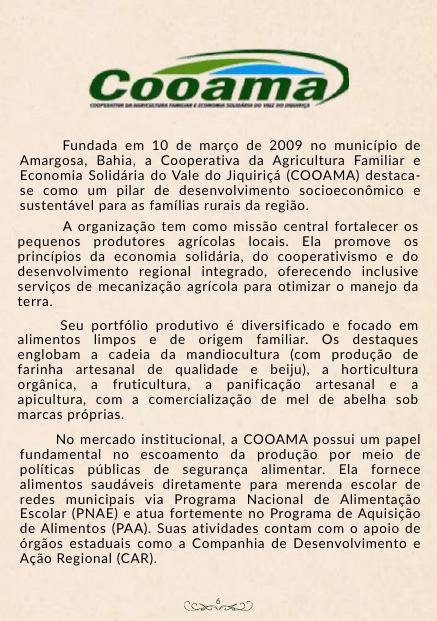 Cooama
COOPERATIVA DA AGRICULTURA FAMILIAR E ECONOMIA SOLIDÁRIA DO VALE DO JIQUIRIÇÁ
Fundada em 10 de março de 2009 no município de
Amargosa, Bahia, a Cooperativa da Agricultura Familiar e
Economia Solidária do Vale do Jiquiriçá (COOAMA) destaca-
se como um pilar de desenvolvimento socioeconômico e
sustentável para as famílias rurais da região.
A organização tem como missão central fortalecer os
pequenos produtores agrícolas locais. Ela promove os
princípios da economia solidária, do cooperativismo e do
desenvolvimento regional integrado, oferecendo inclusive
serviços de mecanização agrícola para otimizar o manejo da
terra.
Seu portfólio produtivo é diversificado e focado em
alimentos limpos e de origem familiar. Os destaques
englobam a cadeia da mandiocultura (com produção de
farinha artesanal de qualidade e beiju), a horticultura
orgânica, a fruticultura, a panificação artesanal e a
apicultura, com a comercialização de mel de abelha sob
marcas próprias.
No mercado institucional, a COOAMA possui um papel
fundamental no escoamento da produção por meio de
políticas públicas de segurança alimentar. Ela fornece
alimentos saudáveis diretamente para merenda escolar de
redes municipais via Programa Nacional de Alimentação
Escolar (PNAE) e atua fortemente no Programa de Aquisição
de Alimentos (PAA). Suas atividades contam com o apoio de
órgãos estaduais como a Companhia de Desenvolvimento e
Ação Regional (CAR).
6